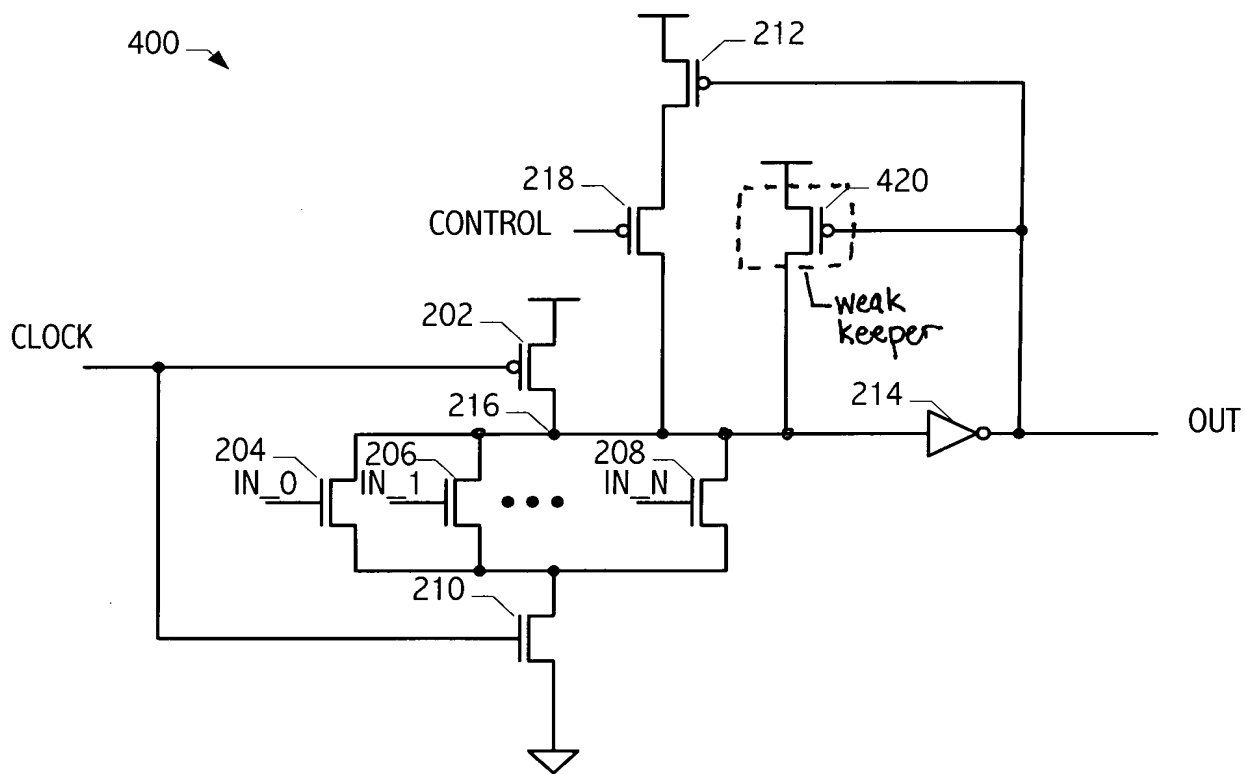 400
212
218
420
CONTROL
weak
keeper
202
CLOCK
216
214
OUT
204
206
208
IN_0
IN_1
IN_N
210